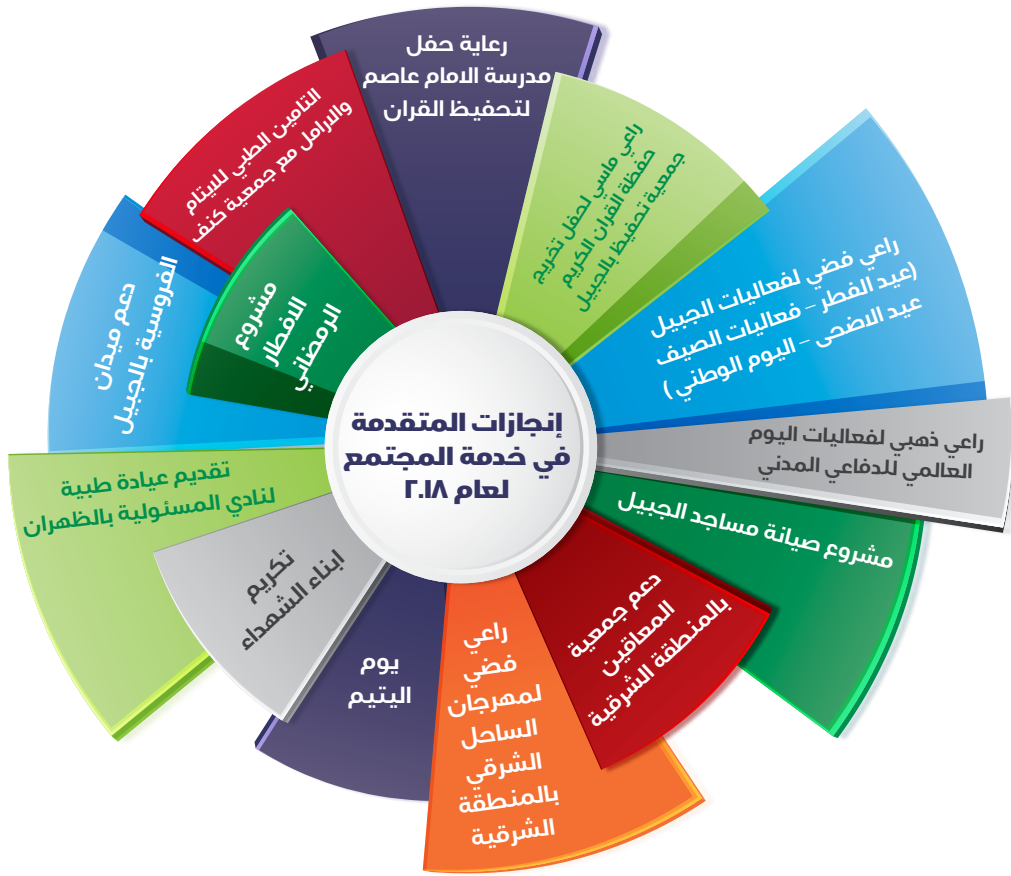 إنجازات المتقدمة
في خدمة المجتمع
لعام ٢٠١٨
رعاية حفل
مدرسة الامام عاصم
لتحفيظ القران
راعي ماسي لحفل تخريج
حفظة القران الكريم
جمعية تحفيظ بالجبيل
راعي فضي لفعاليات الجبيل
(عيد الفطر – فعاليات الصيف
عيد الاضحى – اليوم الوطني )
راعي ذهبي لفعاليات اليوم
العالمي للدفاعي المدني
مشروع صيانة مساجد الجبيل
دعم جمعية
المعاقين
بالمنطقة الشرقية
راعي
فضي
لمهرجان
الساحل
الشرقي
بالمنطقة
الشرقية
يوم
اليتيم
تكريم
ابناء الشهداء
تقديم عيادة طبية
لنادي المسئولية بالظهران
دعم ميدان
الفروسية بالجبيل
مشروع
الافطار
الرمضاني
التامين الطبي للايتام
والارامل مع جمعية كنف